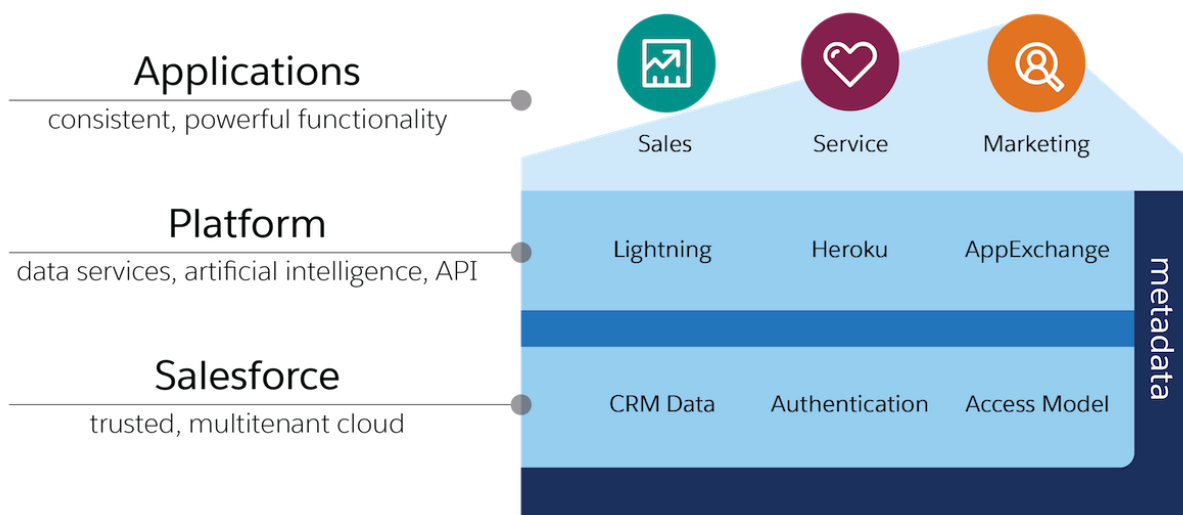 Applications
consistent, powerful functionality
Sales
Service
Marketing
Platform
data services, artificial intelligence, API
Lightning
Heroku
AppExchange
Salesforce
trusted, multitenant cloud
CRM Data
Authentication
Access Model
metadata